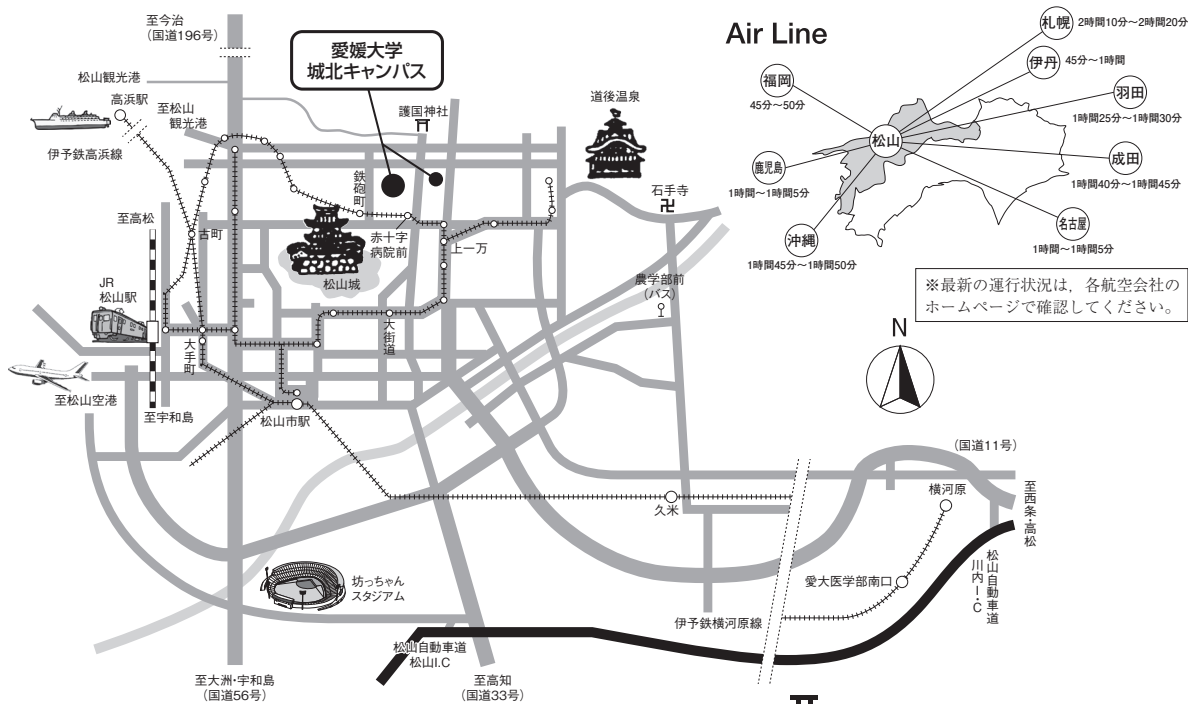 至今治
(国道196号)
愛媛大学
城北キャンパス
松山観光港
高浜駅
至松山
観光港
護国神社
伊予鉄高浜線
道後温泉
鉄砲町
石手寺
至高松
古町
赤十字
病院前
上一万
松山城
農学部前
(バス)
JR
松山駅
大手町
大街道
至松山空港
至宇和島
松山市駅
久米
(国道11号)
横河原
至西条・高松
愛大医学部南口
松山自動車道
川内I・C
坊っちゃん
スタジアム
伊予鉄横河原線
松山自動車道
松山I.C
至大洲・宇和島
(国道56号)
至高知
(国道33号)
Air Line
札幌 2時間10分〜2時間20分
伊丹 45分〜1時間
福岡
45分〜50分
羽田
1時間25分〜1時間30分
松山
成田
1時間40分〜1時間45分
鹿児島
1時間〜1時間5分
名古屋
1時間〜1時間5分
沖縄
1時間45分〜1時間50分
※最新の運行状況は，各航空会社の
ホームページで確認してください。
N